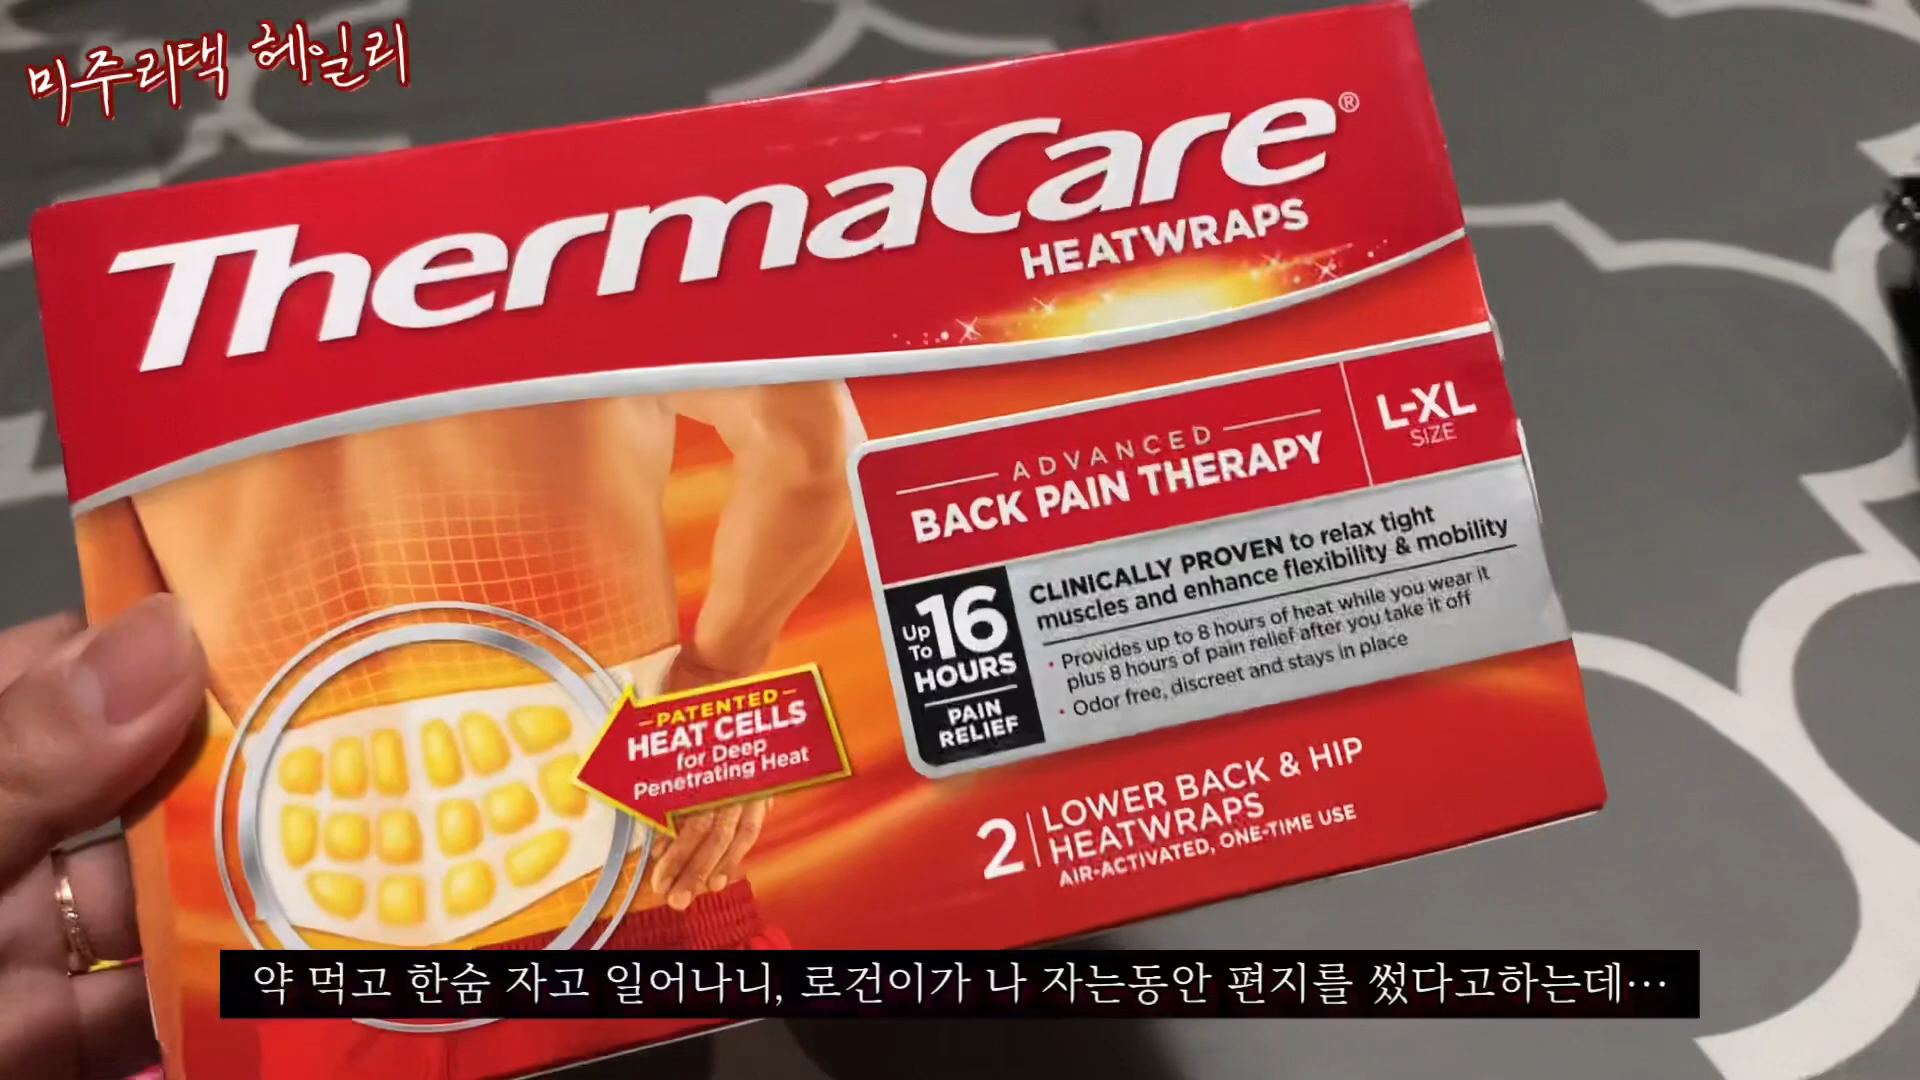 미주리댁 헤일리
ThermaCare®
HEATWRAPS
ADVANCED
BACK PAIN THERAPY
L-XL
SIZE
Up To 16
HOURS
PAIN
RELIEF
CLINICALLY PROVEN to relax tight
muscles and enhance flexibility & mobility
• Provides up to 8 hours of heat while you wear it
plus 8 hours of pain relief after you take it off
• Odor free, discreet and stays in place
PATENTED
HEAT CELLS
for Deep
Penetrating Heat
2 LOWER BACK & HIP
HEATWRAPS
AIR-ACTIVATED, ONE-TIME USE
약 먹고 한숨 자고 일어나니, 로건이가 나 자는동안 편지를 썼다고하는데…